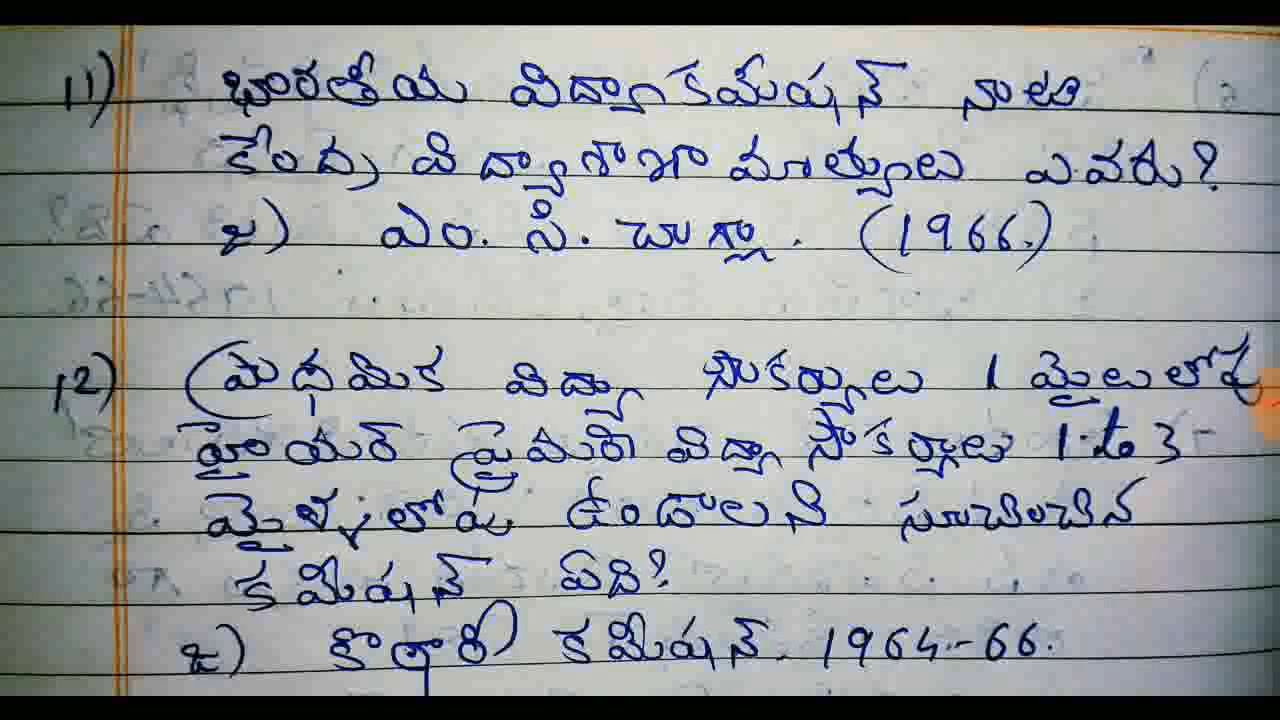 11) భారతీయ విద్యాకమీషన్ నాటి
కేంద్ర విద్యాశాఖా మాత్యులు ఎవరు?
జ) ఎం. సి. చుగ్లా. (1966.)
12) ప్రాధమిక విద్యా సౌకర్యాలు 1 మైలులోపు
హైయర్ ప్రైమరీ విద్యా సౌకర్యాలు 1 to 3-
మైళ్ళలోపు ఉండాలని సూచించిన
కమీషన్ ఏది?
జ) కొఠారి కమీషన్. 1964-66.